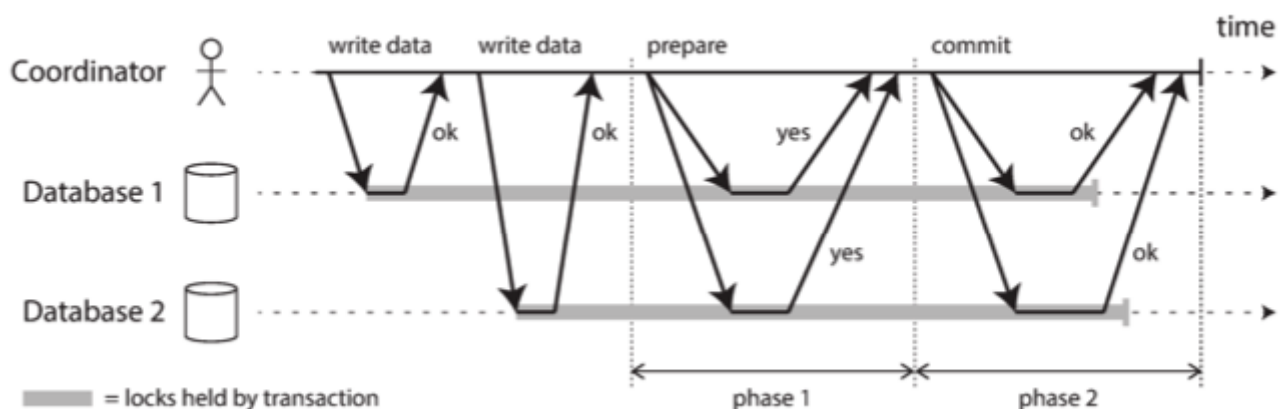 time
write data
write data
prepare
commit
Coordinator
ok
ok
yes
ok
Database 1
yes
ok
Database 2
= locks held by transaction
phase 1
phase 2